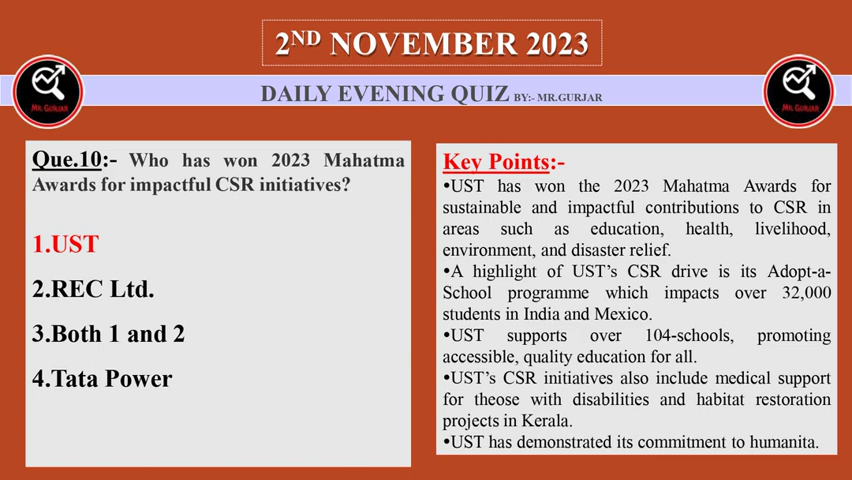 2ND NOVEMBER 2023
DAILY EVENING QUIZ BY:- MR.GURJAR
MR. GURJAR
MR. GURJAR
Que.10:- Who has won 2023 Mahatma
Awards for impactful CSR initiatives?
1.UST
2.REC Ltd.
3.Both 1 and 2
4.Tata Power
Key Points:-
•UST has won the 2023 Mahatma Awards for
sustainable and impactful contributions to CSR in
areas such as education, health, livelihood,
environment, and disaster relief.
•A highlight of UST's CSR drive is its Adopt-a-
School programme which impacts over 32,000
students in India and Mexico.
•UST supports over 104-schools, promoting
accessible, quality education for all.
•UST's CSR initiatives also include medical support
for theose with disabilities and habitat restoration
projects in Kerala.
•UST has demonstrated its commitment to humanita.